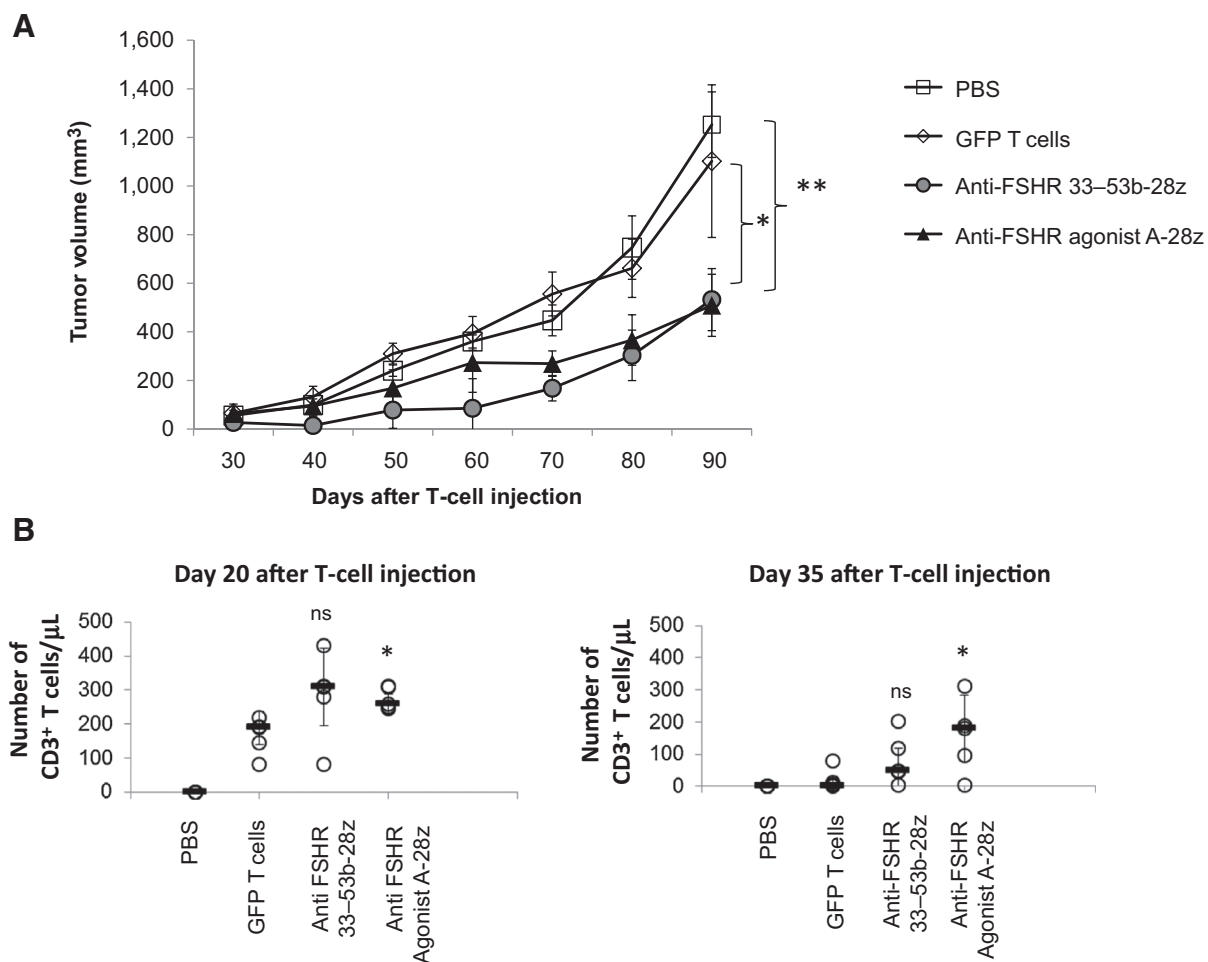 A
Tumor volume (mm³)
1,600
1,400
1,200
1,000
800
600
400
200
0
30 40 50 60 70 80 90
Days after T-cell injection
*
**
PBS
GFP T cells
Anti-FSHR 33–53b-28z
Anti-FSHR agonist A-28z
B
Day 20 after T-cell injection
Number of
CD3⁺ T cells/μL
500
400
300
200
100
0
ns
*
PBS
GFP T cells
Anti FSHR
33–53b-28z
Anti FSHR
Agonist A-28z
Day 35 after T-cell injection
Number of
CD3⁺ T cells/μL
500
400
300
200
100
0
ns
*
PBS
GFP T cells
Anti-FSHR
33–53b-28z
Anti-FSHR
Agonist A-28z